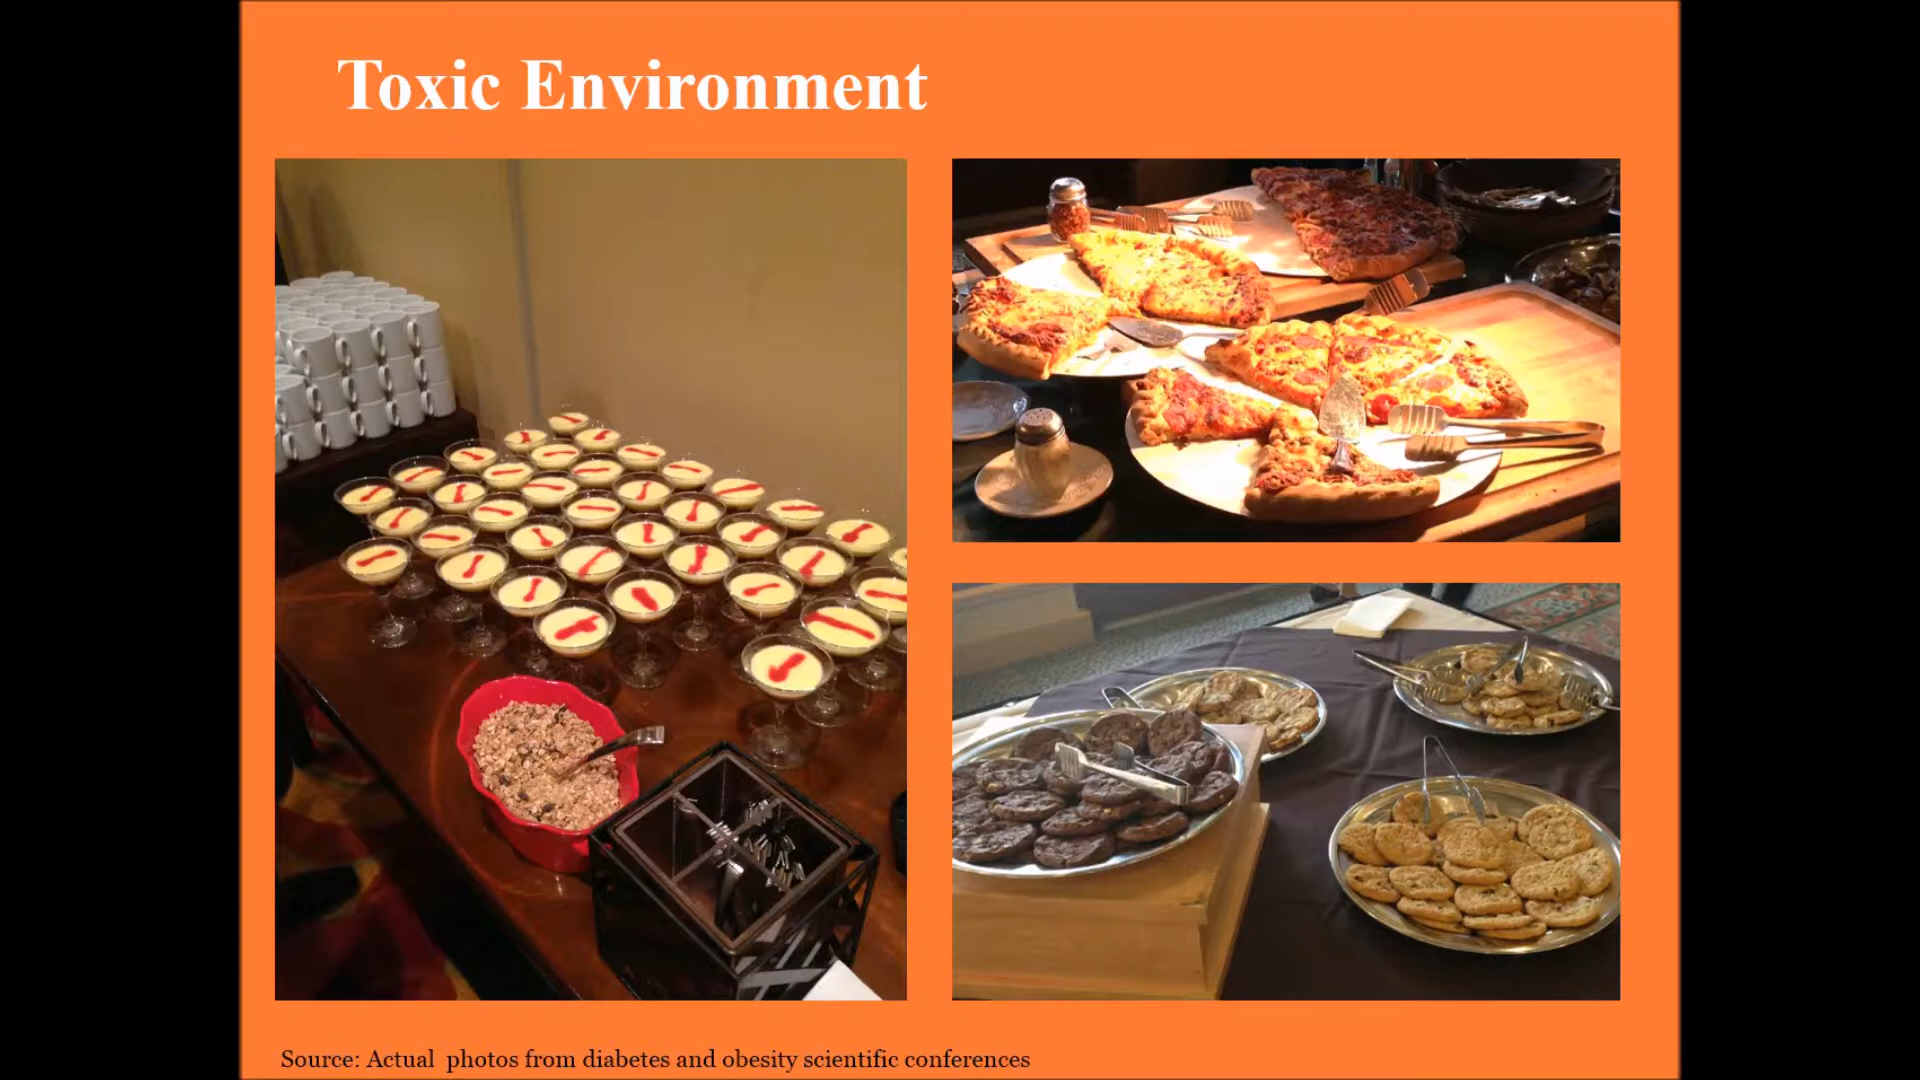 Toxic Environment
Source: Actual  photos from diabetes and obesity scientific conferences